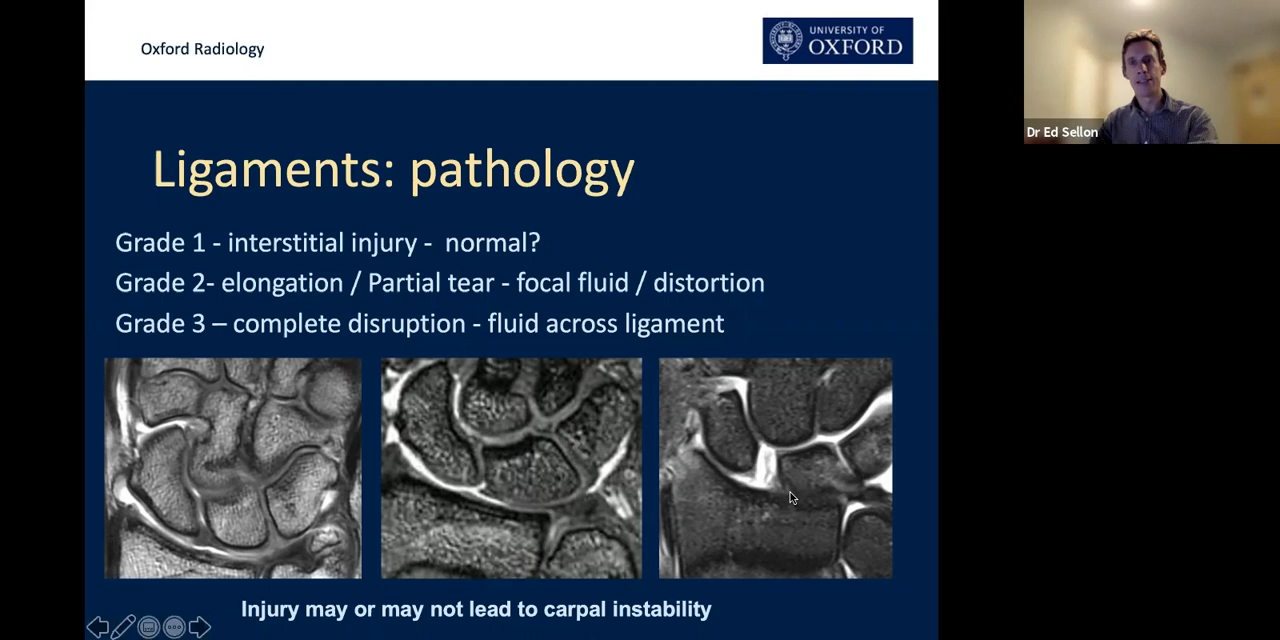 Oxford Radiology
UNIVERSITY OF
OXFORD
Dr Ed Sellon
Ligaments: pathology
Grade 1 - interstitial injury - normal?
Grade 2- elongation / Partial tear - focal fluid / distortion
Grade 3 – complete disruption - fluid across ligament
Injury may or may not lead to carpal instability